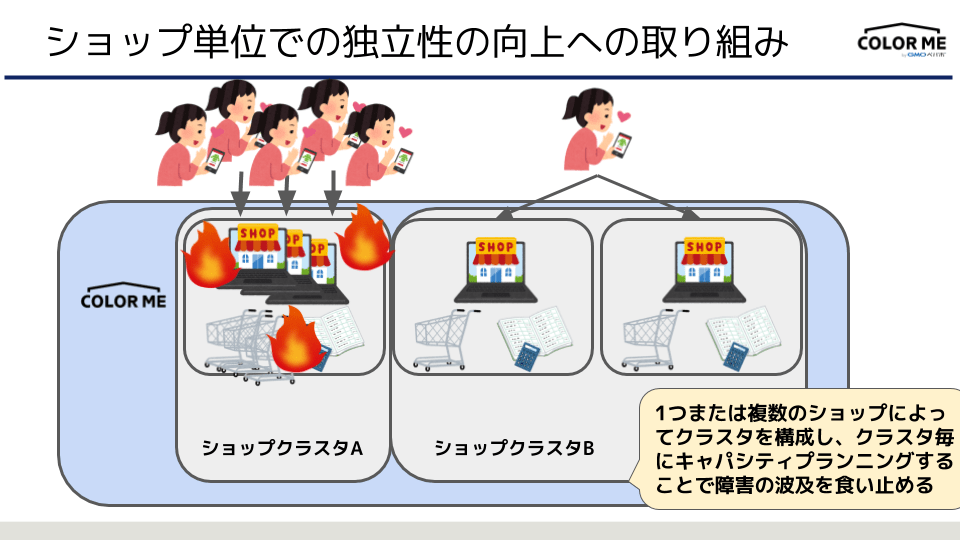 ショップ単位での独立性の向上への取り組み
COLOR ME
by GMOペパボ
SHOP
OP
OP
SHOP
SHOP
COLOR ME
ショップクラスタA
ショップクラスタB
1つまたは複数のショップによっ
てクラスタを構成し、クラスタ毎
にキャパシティプランニングする
ことで障害の波及を食い止める